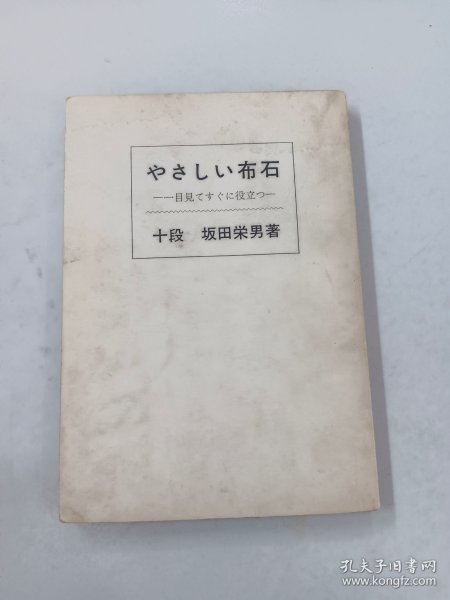 やさしい布石
—一目見てすぐに役立つ—
十段 坂田栄男著
孔夫子旧书网
www.kongfz.com